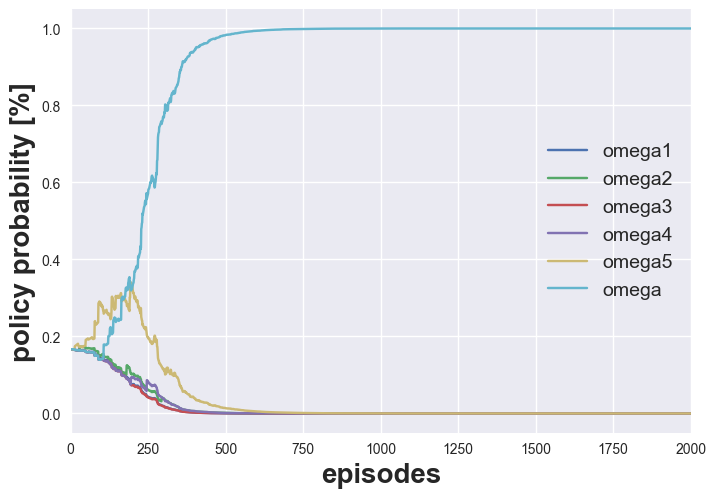 policy probability [%]
1.0
0.8
0.6
0.4
0.2
0.0
omega1
omega2
omega3
omega4
omega5
omega
0 250 500 750 1000 1250 1500 1750 2000
episodes